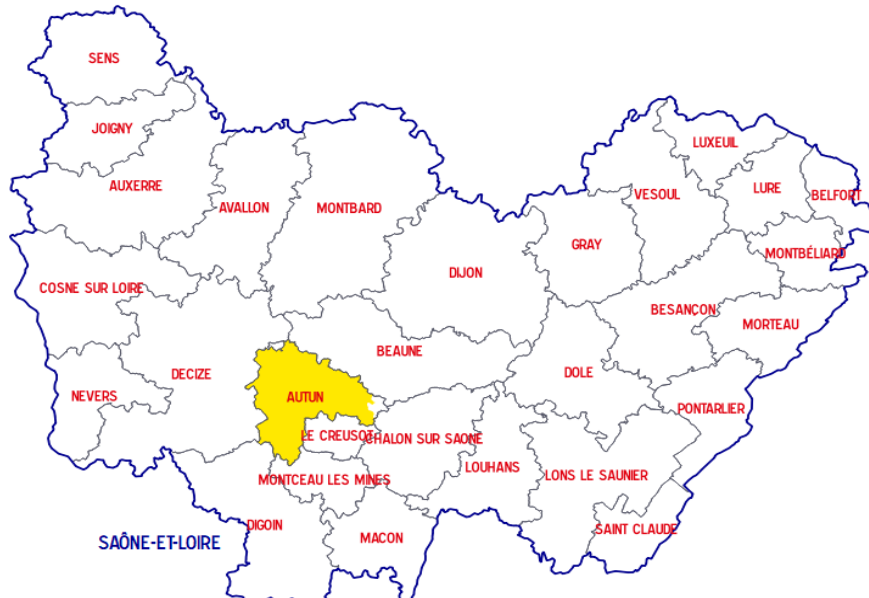 SENS
JOIGNY
LUXEUIL
AUXERRE
LURE
BELFORT
VESOUL
AVALLON
MONTBARD
GRAY
MONTBÉLIARD
DIJON
COSNE SUR LOIRE
BESANÇON
MORTEAU
BEAUNE
DECIZE
DOLE
NEVERS
AUTUN
PONTARLIER
LE CREUSOT
CHALON SUR SAONE
LOUHANS
LONS LE SAUNIER
MONTCEAU LES MINES
DIGOIN
SAINT CLAUDE
MACON
SAÔNE-ET-LOIRE